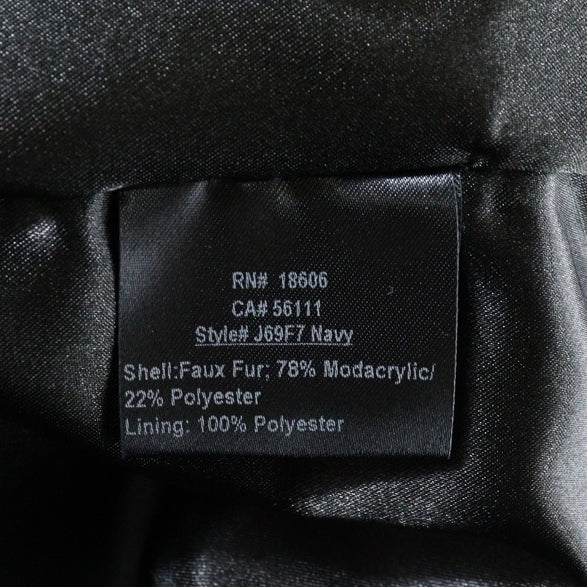 RN# 18606
CA# 56111
Style# J69F7 Navy
Shell:Faux Fur; 78% Modacrylic/
22% Polyester
Lining: 100% Polyester